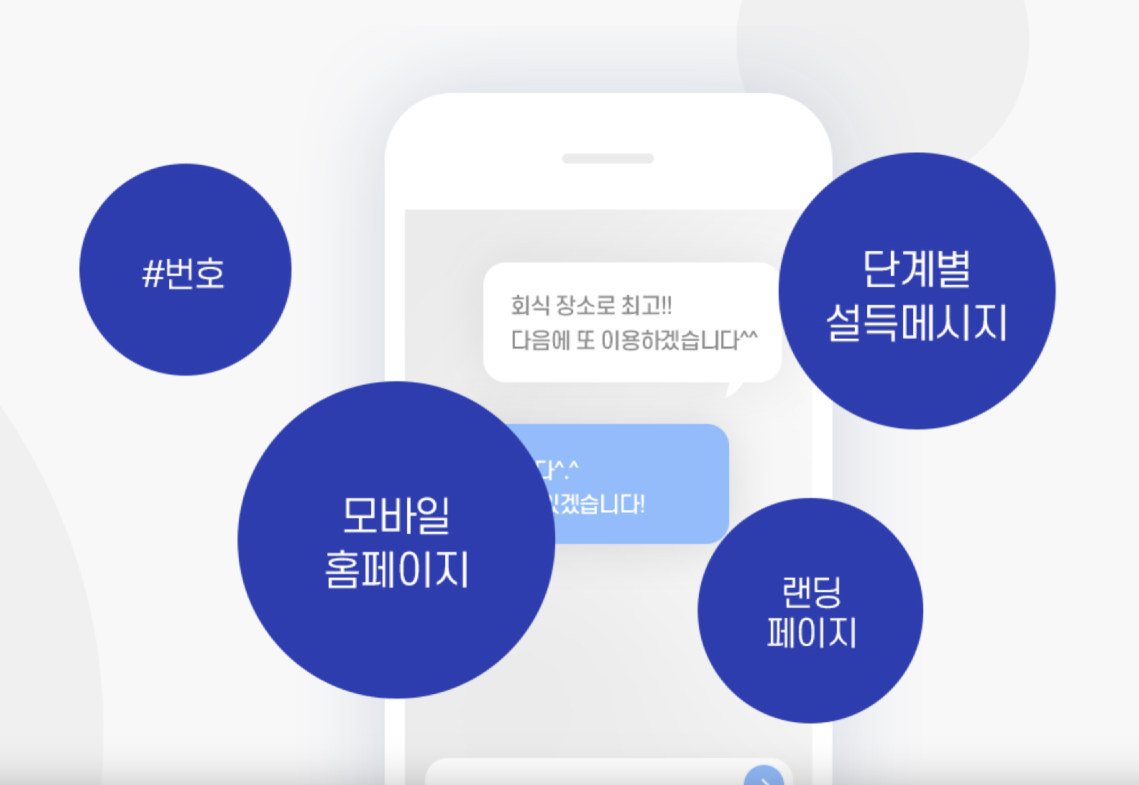 #번호
단계별
설득메시지
회식 장소로 최고!!
다음에 또 이용하겠습니다^^
다^.^
있겠습니다!
모바일
홈페이지
랜딩
페이지